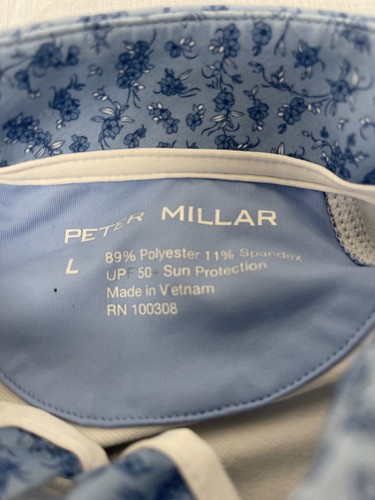 PETER MILLAR
L
89% Polyester 11% Spandex
UPF 50+ Sun Protection
Made in Vietnam
RN 100308